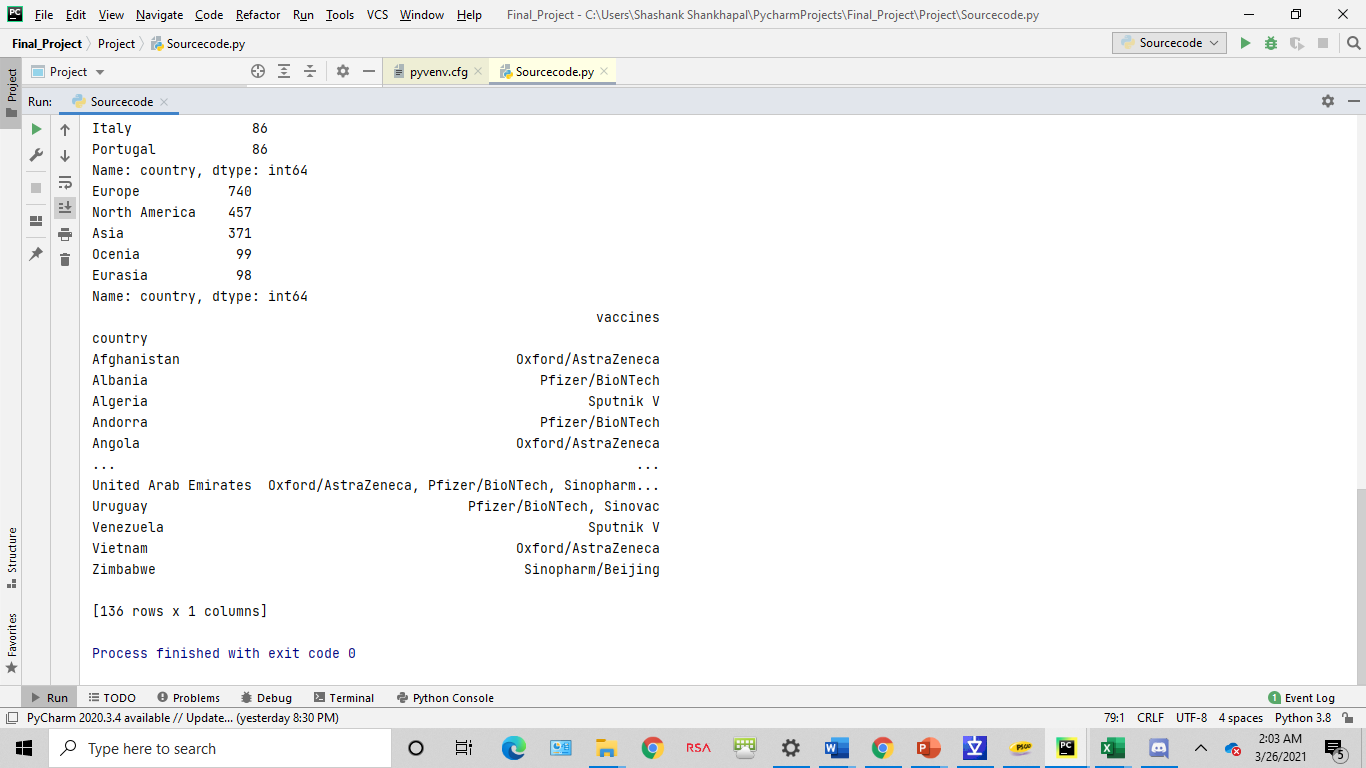 PC File Edit View Navigate Code Refactor Run Tools VCS Window Help Final_Project - C:\Users\Shashank Shankhapal\PycharmProjects\Final_Project\Project\Sourcecode.py
Final_Project Project Sourcecode.py Sourcecode
Project Project pyvenv.cfg Sourcecode.py
Run: Sourcecode
Italy 86
Portugal 86
Name: country, dtype: int64
Europe 740
North America 457
Asia 371
Ocenia 99
Eurasia 98
Name: country, dtype: int64
vaccines
country
Afghanistan Oxford/AstraZeneca
Albania Pfizer/BioNTech
Algeria Sputnik V
Andorra Pfizer/BioNTech
Angola Oxford/AstraZeneca
... ...
United Arab Emirates Oxford/AstraZeneca, Pfizer/BioNTech, Sinopharm...
Uruguay Pfizer/BioNTech, Sinovac
Venezuela Sputnik V
Vietnam Oxford/AstraZeneca
Zimbabwe Sinopharm/Beijing
[136 rows x 1 columns]
Process finished with exit code 0
Structure
Favorites
Run TODO Problems Debug Terminal Python Console 1 Event Log
PyCharm 2020.3.4 available // Update... (yesterday 8:30 PM) 79:1 CRLF UTF-8 4 spaces Python 3.8
Type here to search RSA PC 2:03 AM
3/26/2021 5